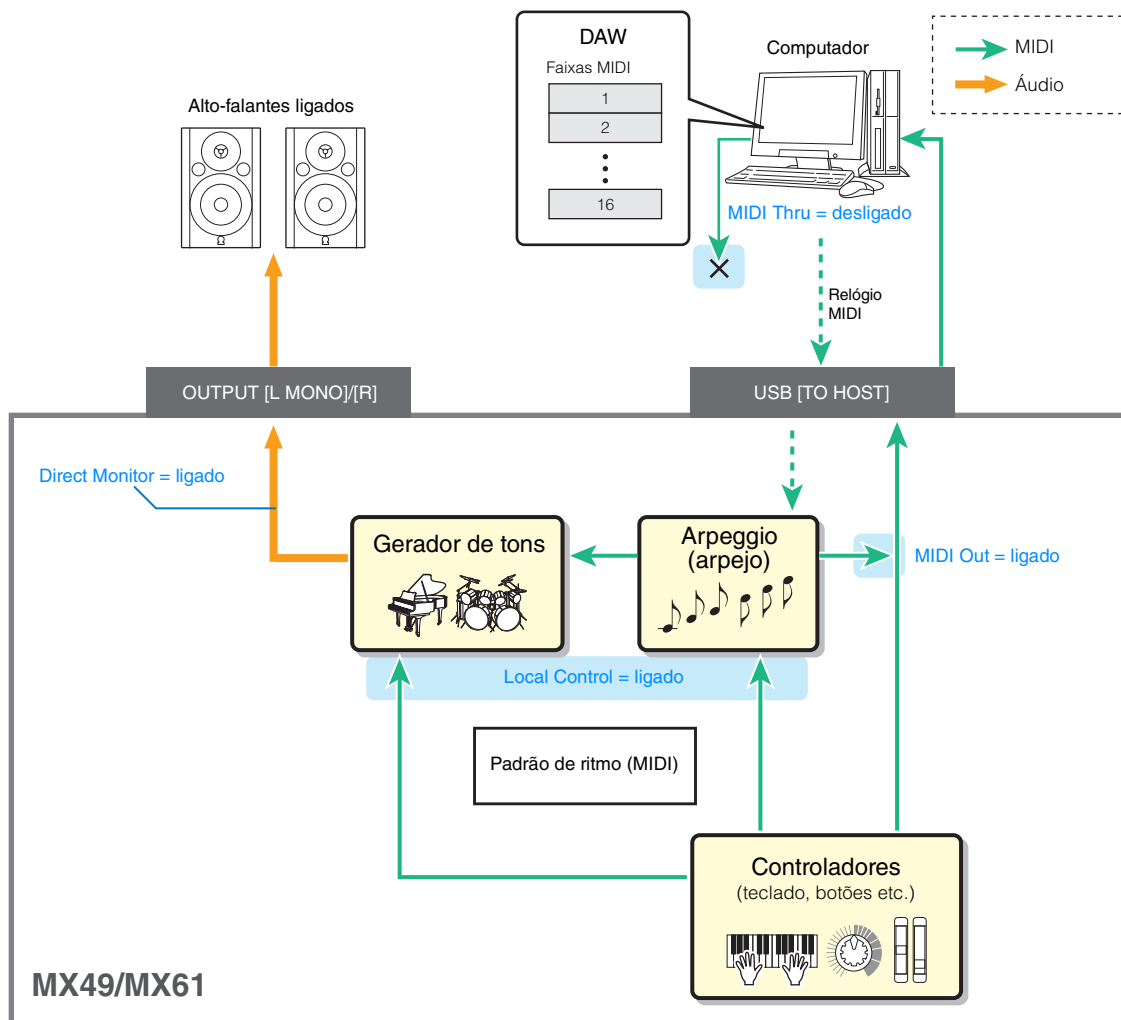 DAW
Faixas MIDI
1
2
16
Computador
MIDI
Áudio
Alto-falantes ligados
MIDI Thru = desligado
Relógio
MIDI
OUTPUT [L MONO]/[R]
USB [TO HOST]
Direct Monitor = ligado
Gerador de tons
Arpeggio
(arpejo)
MIDI Out = ligado
Local Control = ligado
Padrão de ritmo (MIDI)
Controladores
(teclado, botões etc.)
MX49/MX61